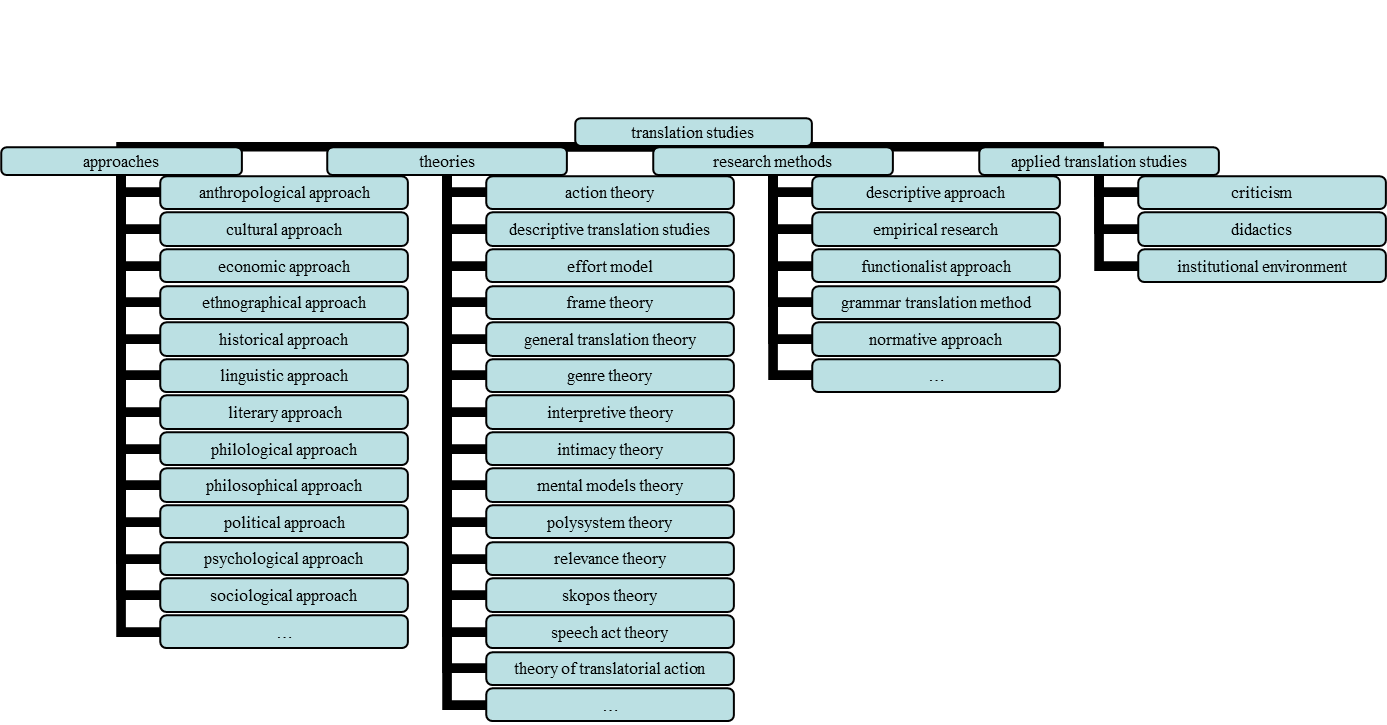 translation studies
approaches
theories
research methods
applied translation studies
anthropological approach
cultural approach
economic approach
ethnographical approach
historical approach
linguistic approach
literary approach
philological approach
philosophical approach
political approach
psychological approach
sociological approach
…
action theory
descriptive translation studies
effort model
frame theory
general translation theory
genre theory
interpretive theory
intimacy theory
mental models theory
polysystem theory
relevance theory
skopos theory
speech act theory
theory of translatorial action
…
descriptive approach
empirical research
functionalist approach
grammar translation method
normative approach
…
criticism
didactics
institutional environment